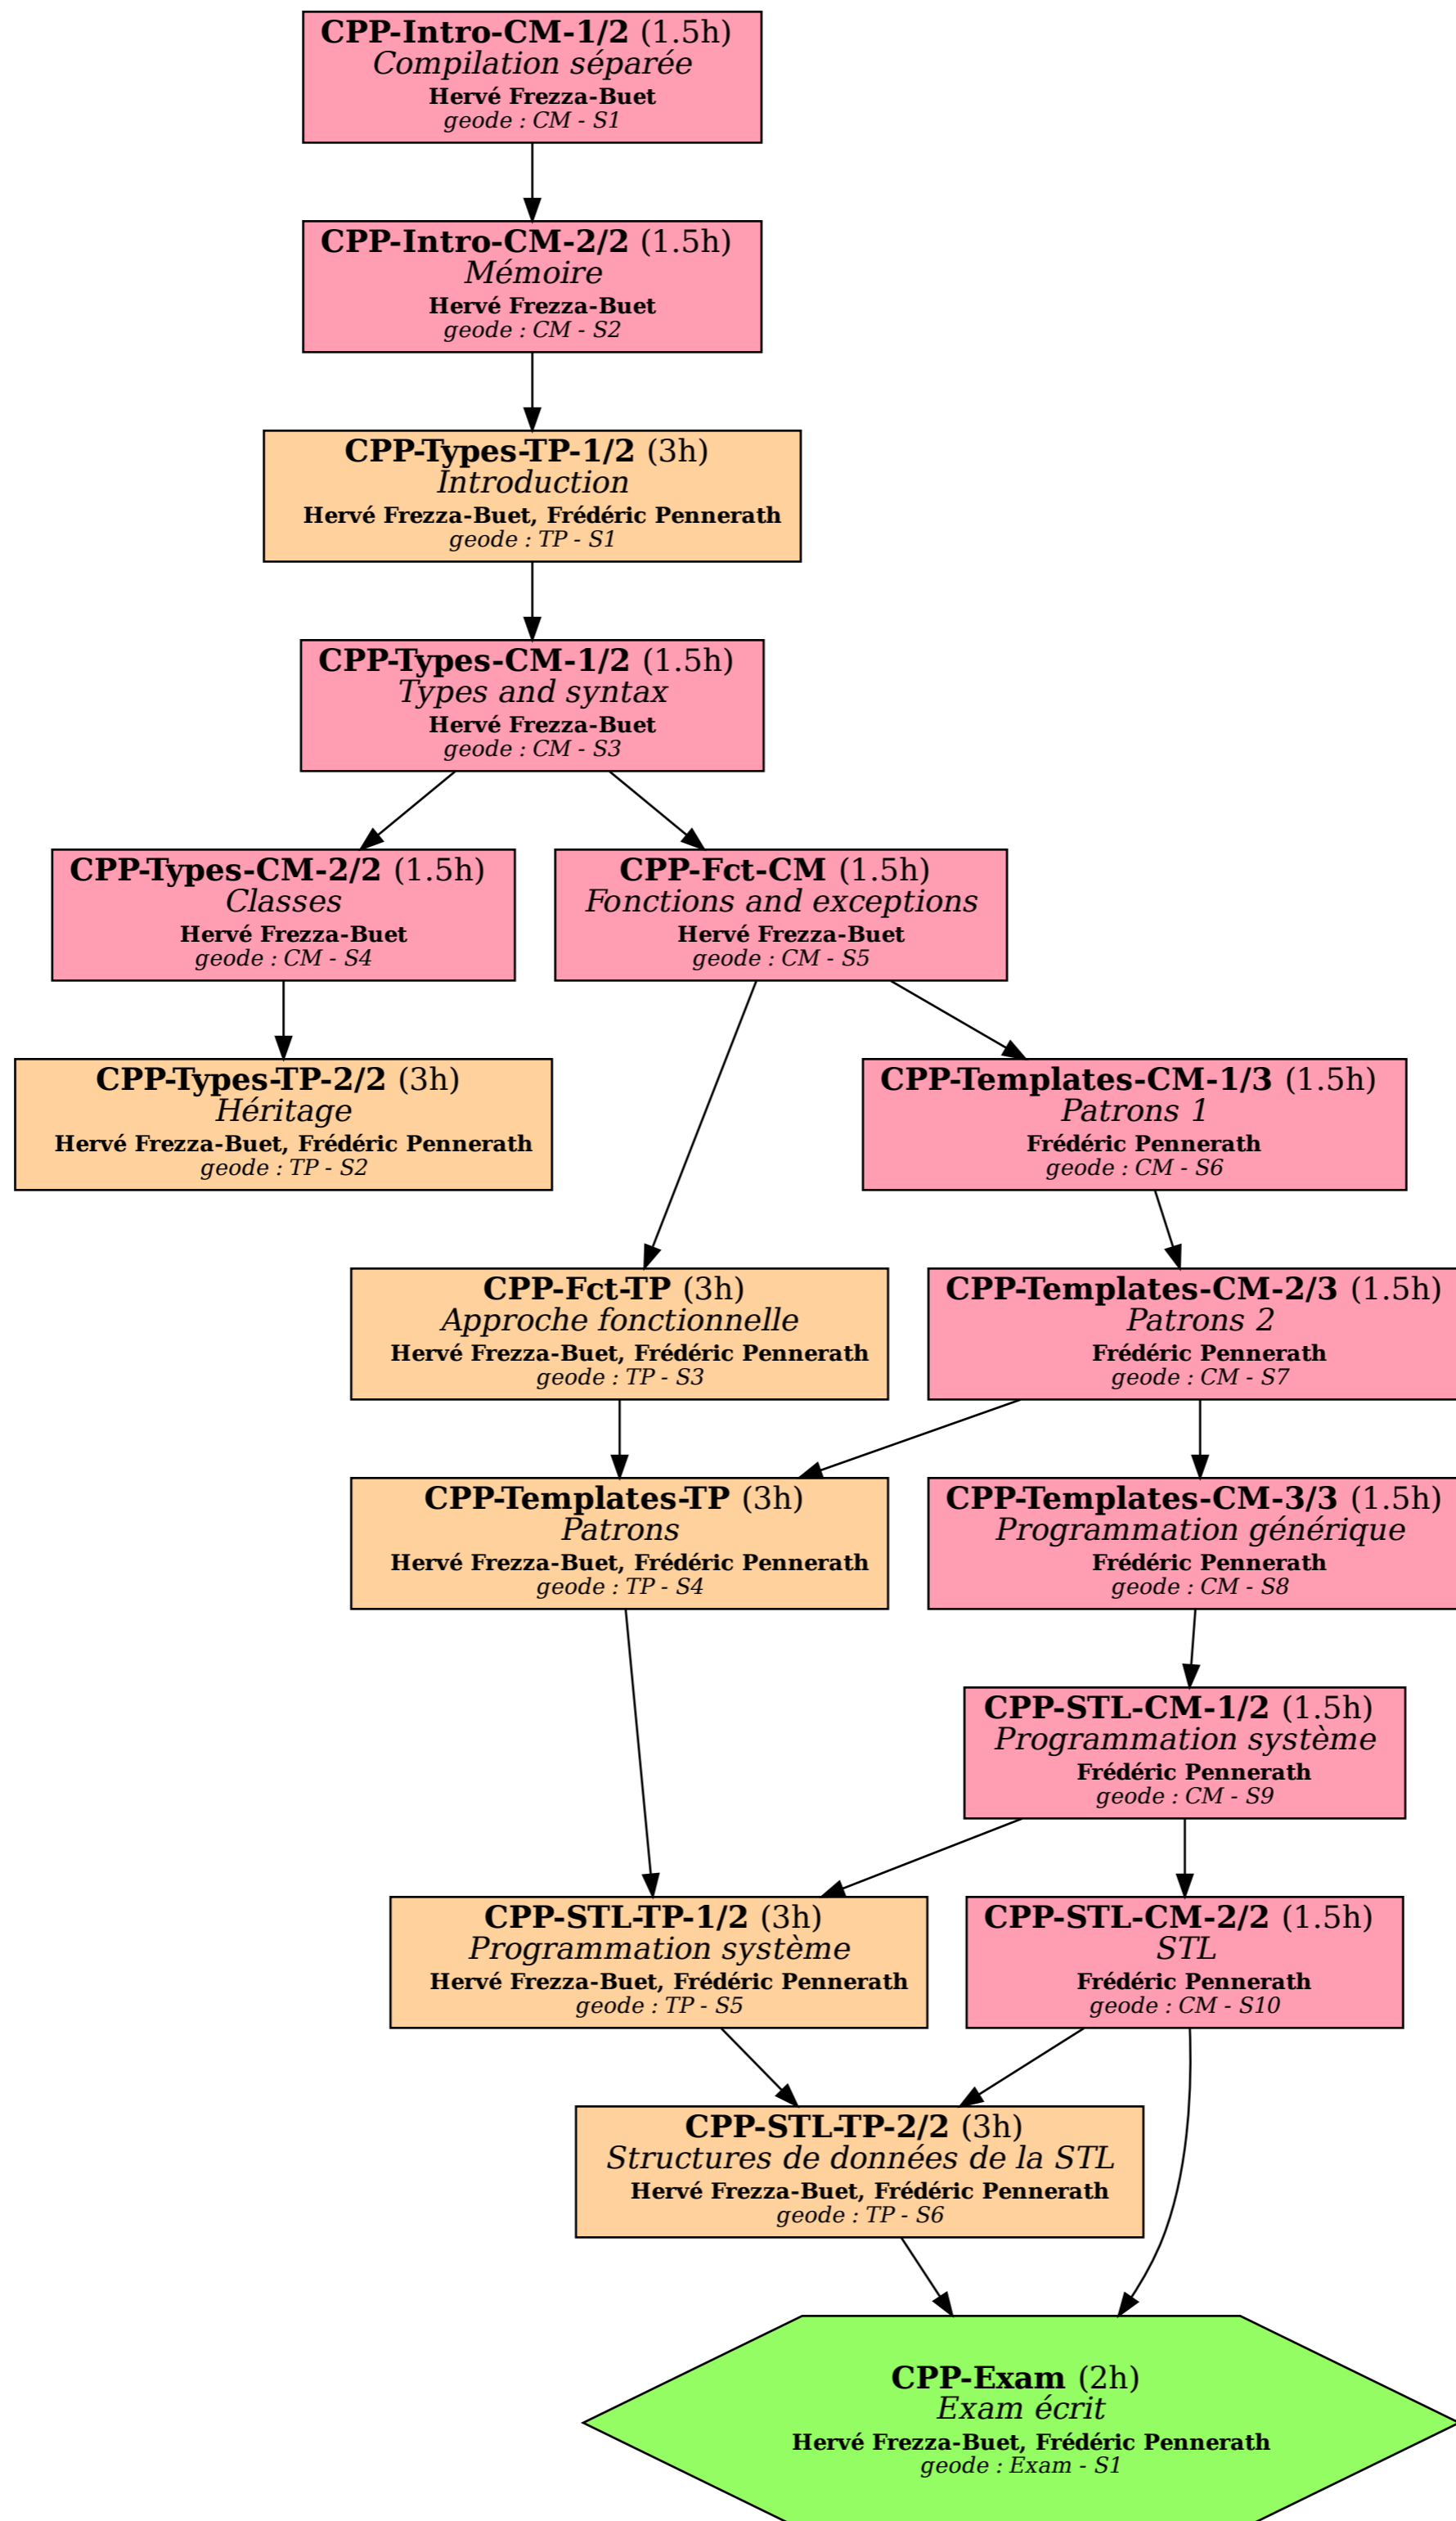 CPP-Intro-CM-1/2 (1.5h)
Compilation séparée
Hervé Frezza-Buet
geode : CM - S1
CPP-Intro-CM-2/2 (1.5h)
Mémoire
Hervé Frezza-Buet
geode : CM - S2
CPP-Types-TP-1/2 (3h)
Introduction
Hervé Frezza-Buet, Frédéric Pennerath
geode : TP - S1
CPP-Types-CM-1/2 (1.5h)
Types and syntax
Hervé Frezza-Buet
geode : CM - S3
CPP-Types-CM-2/2 (1.5h)
Classes
Hervé Frezza-Buet
geode : CM - S4
CPP-Fct-CM (1.5h)
Fonctions and exceptions
Hervé Frezza-Buet
geode : CM - S5
CPP-Types-TP-2/2 (3h)
Héritage
Hervé Frezza-Buet, Frédéric Pennerath
geode : TP - S2
CPP-Templates-CM-1/3 (1.5h)
Patrons 1
Frédéric Pennerath
geode : CM - S6
CPP-Fct-TP (3h)
Approche fonctionnelle
Hervé Frezza-Buet, Frédéric Pennerath
geode : TP - S3
CPP-Templates-CM-2/3 (1.5h)
Patrons 2
Frédéric Pennerath
geode : CM - S7
CPP-Templates-TP (3h)
Patrons
Hervé Frezza-Buet, Frédéric Pennerath
geode : TP - S4
CPP-Templates-CM-3/3 (1.5h)
Programmation générique
Frédéric Pennerath
geode : CM - S8
CPP-STL-CM-1/2 (1.5h)
Programmation système
Frédéric Pennerath
geode : CM - S9
CPP-STL-TP-1/2 (3h)
Programmation système
Hervé Frezza-Buet, Frédéric Pennerath
geode : TP - S5
CPP-STL-CM-2/2 (1.5h)
STL
Frédéric Pennerath
geode : CM - S10
CPP-STL-TP-2/2 (3h)
Structures de données de la STL
Hervé Frezza-Buet, Frédéric Pennerath
geode : TP - S6
CPP-Exam (2h)
Exam écrit
Hervé Frezza-Buet, Frédéric Pennerath
geode : Exam - S1